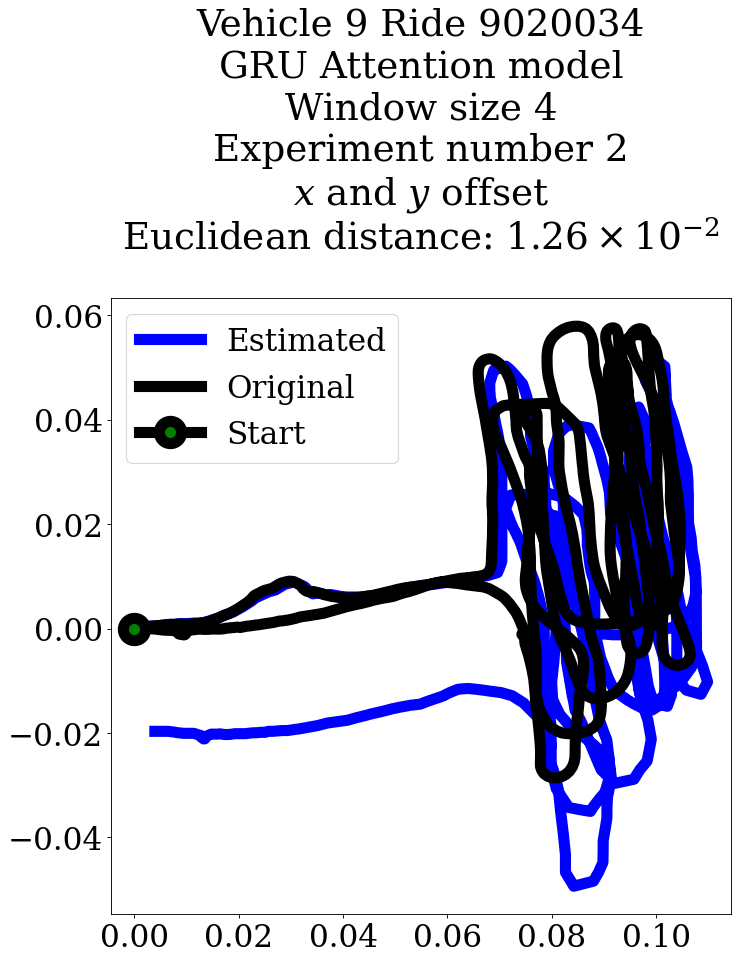 Vehicle 9 Ride 9020034
GRU Attention model
Window size 4
Experiment number 2
x and y offset
Euclidean distance: 1.26 × 10⁻²
Estimated
Original
Start
0.06
0.04
0.02
0.00
−0.02
−0.04
0.00 0.02 0.04 0.06 0.08 0.10